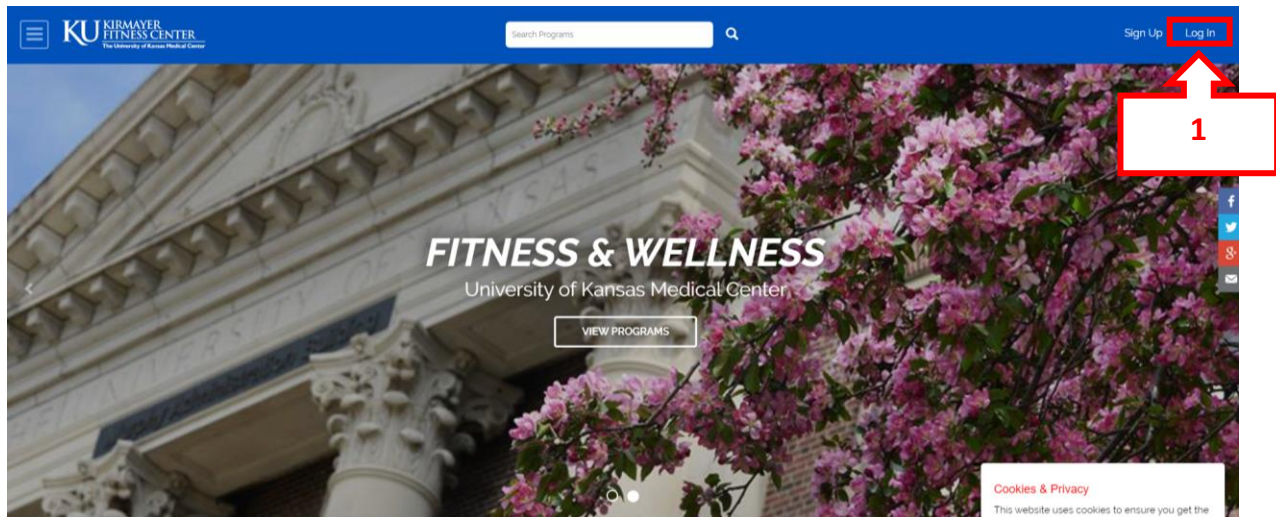 KU KIRMAYER
FITNESS CENTER
The University of Kansas Medical Center
Search Programs
Sign Up
Log In
1
KANSAS
FITNESS & WELLNESS
University of Kansas Medical Center
VIEW PROGRAMS
Cookies & Privacy
This website uses cookies to ensure you get the